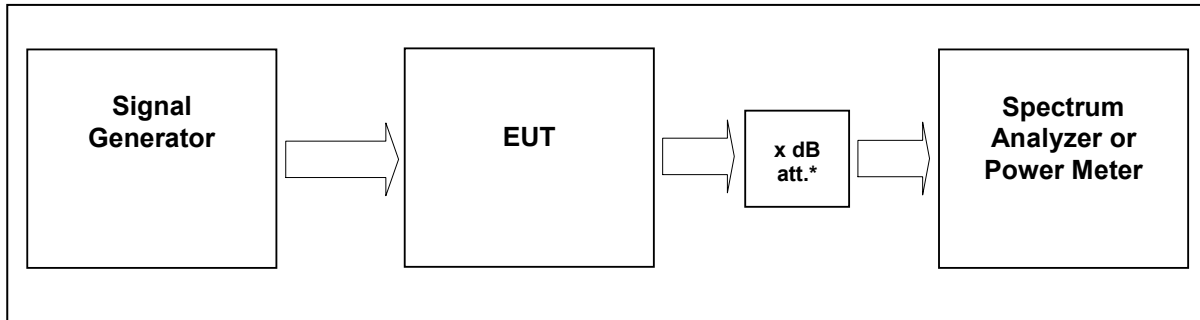 Signal
Generator
EUT
x dB
att.*
Spectrum
Analyzer or
Power Meter